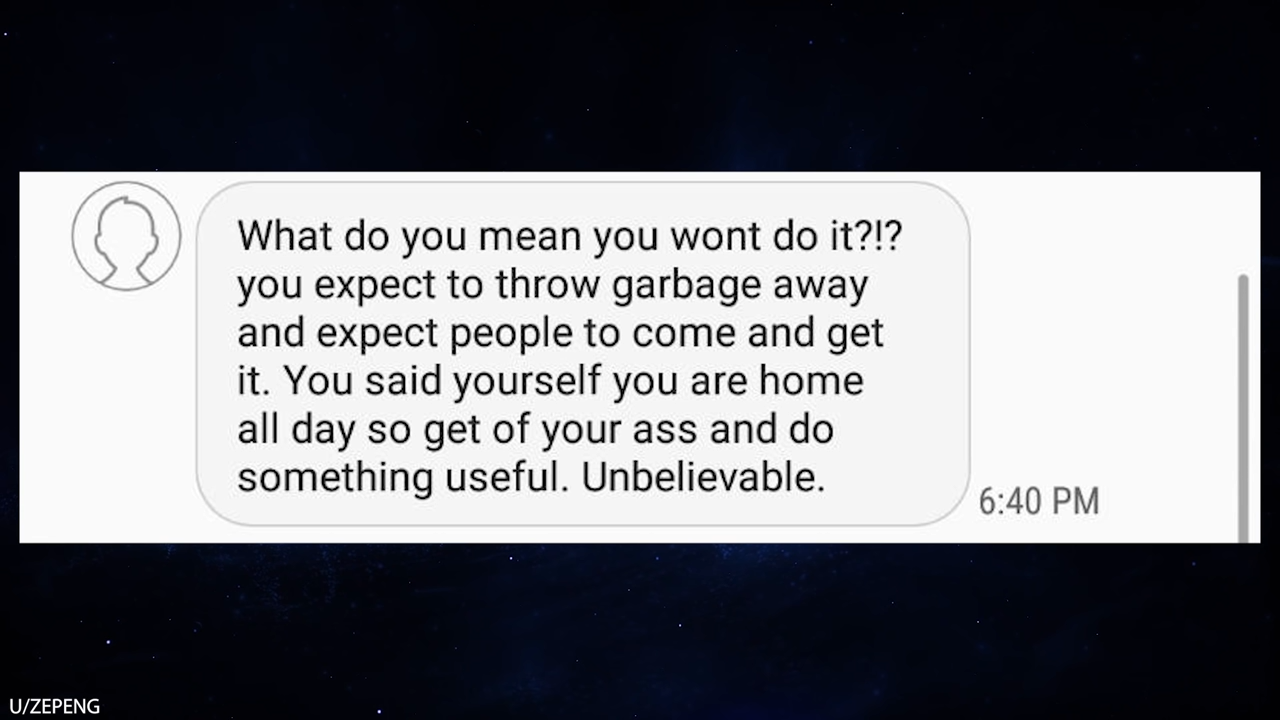 What do you mean you wont do it?!?
you expect to throw garbage away
and expect people to come and get
it. You said yourself you are home
all day so get of your ass and do
something useful. Unbelievable.
6:40 PM
U/ZEPENG